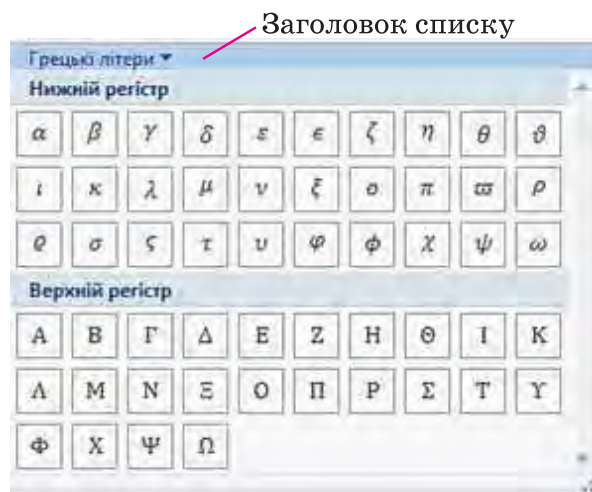 Заголовок списку
Грецькі літери
Нижній регістр
α β γ δ ε ϵ ζ η θ ϑ
ι κ λ μ ν ξ ο π ϖ ρ
ϱ σ ς τ υ φ ϕ χ ψ ω
Верхній регістр
Α Β Γ Δ Ε Ζ Η Θ Ι Κ
Λ Μ Ν Ξ Ο Π Ρ Σ Τ Υ
Φ Χ Ψ Ω